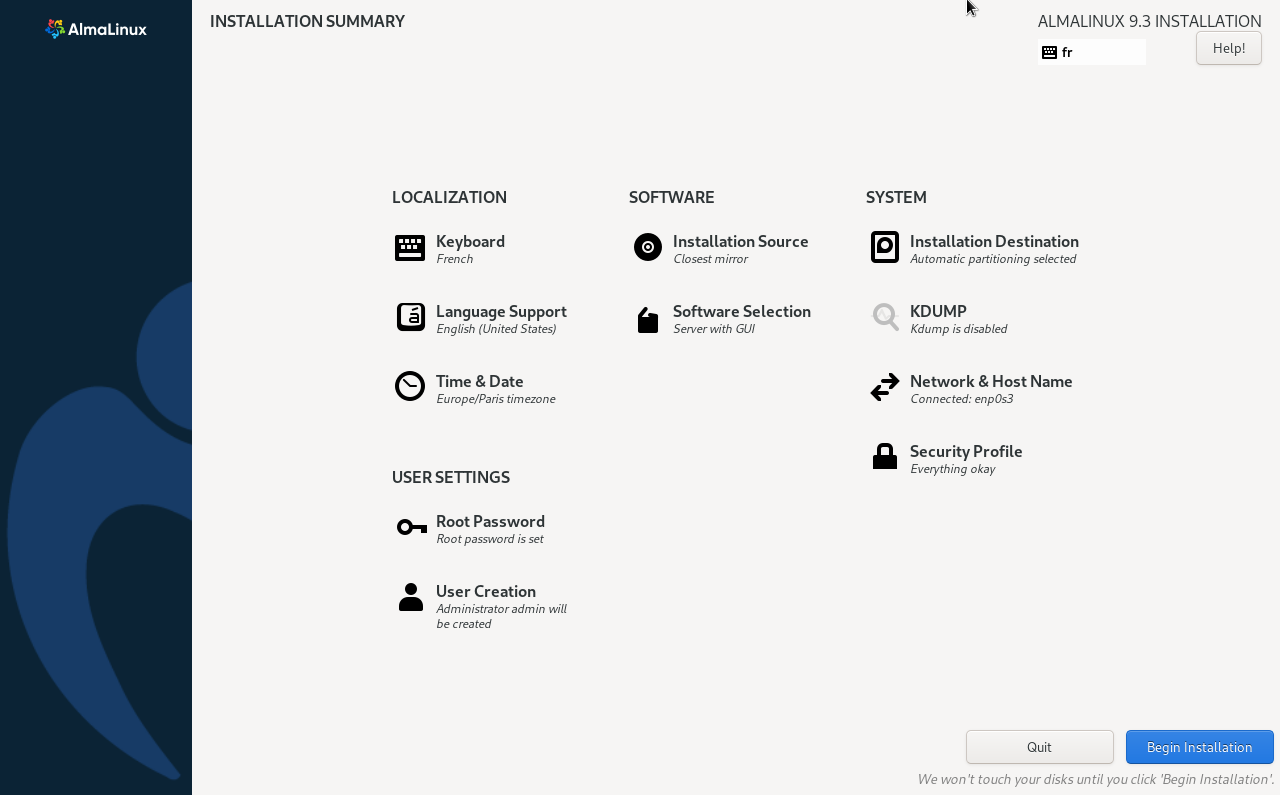 AlmaLinux
INSTALLATION SUMMARY
ALMALINUX 9.3 INSTALLATION
fr
Help!
LOCALIZATION
Keyboard
French
Language Support
English (United States)
Time & Date
Europe/Paris timezone
SOFTWARE
Installation Source
Closest mirror
Software Selection
Server with GUI
SYSTEM
Installation Destination
Automatic partitioning selected
KDUMP
Kdump is disabled
Network & Host Name
Connected: enp0s3
Security Profile
Everything okay
USER SETTINGS
Root Password
Root password is set
User Creation
Administrator admin will
be created
Quit
Begin Installation
We won't touch your disks until you click 'Begin Installation'.